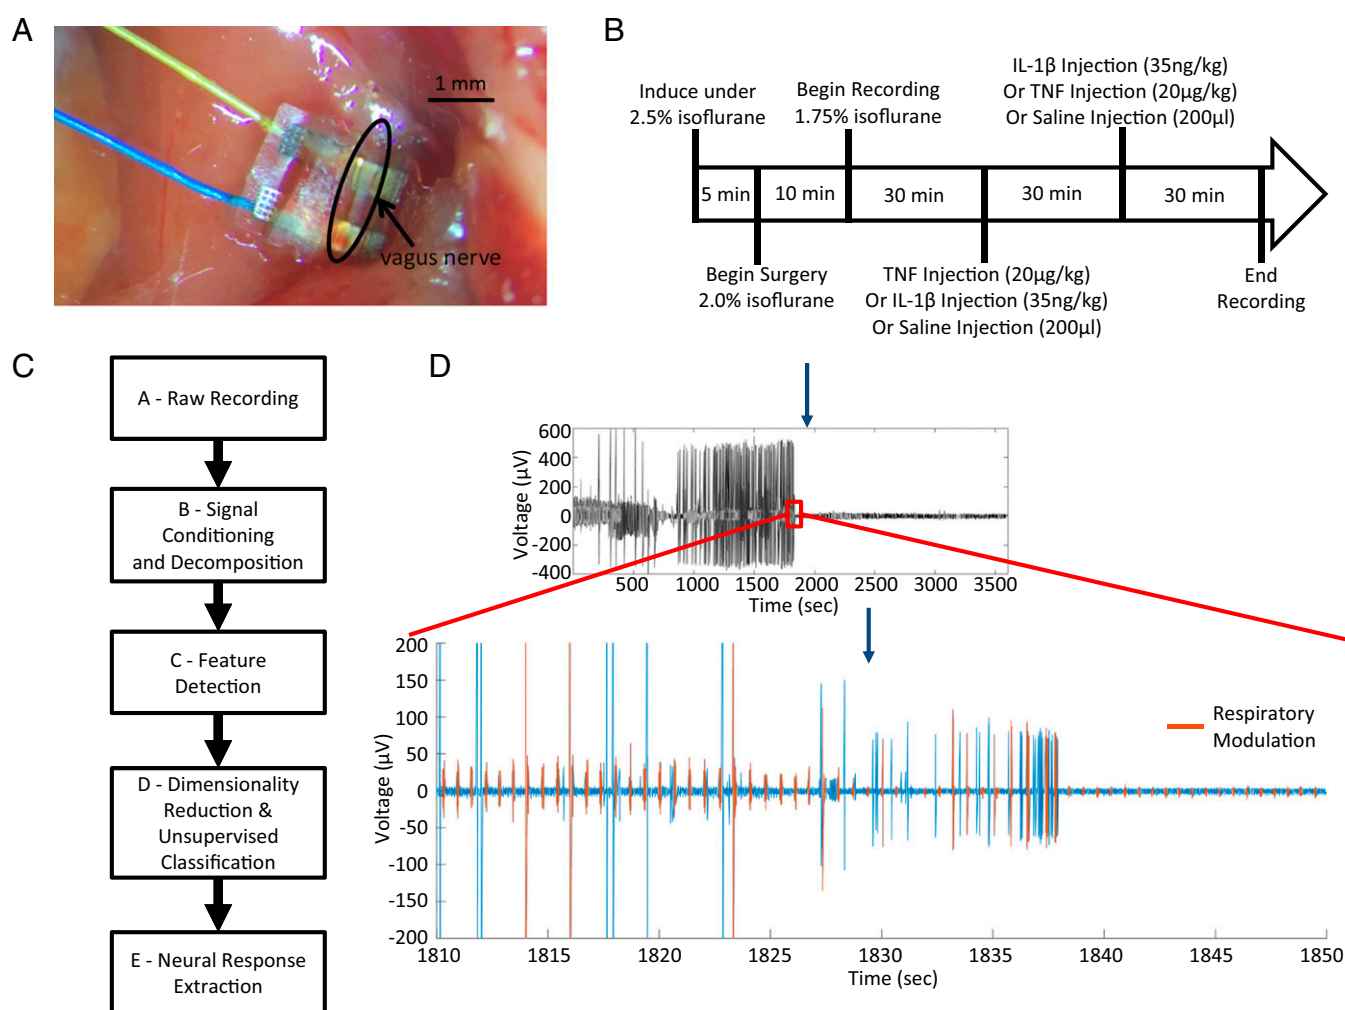 A
1 mm
vagus nerve
B
Induce under
2.5% isoflurane
Begin Recording
1.75% isoflurane
IL-1β Injection (35ng/kg)
Or TNF Injection (20µg/kg)
Or Saline Injection (200µl)
5 min
10 min
30 min
30 min
30 min
Begin Surgery
2.0% isoflurane
TNF Injection (20µg/kg)
Or IL-1β Injection (35ng/kg)
Or Saline Injection (200µl)
End
Recording
C
A - Raw Recording
B - Signal
Conditioning
and Decomposition
C - Feature
Detection
D - Dimensionality
Reduction &
Unsupervised
Classification
E - Neural Response
Extraction
D
Voltage (µV)
600
400
200
0
-200
-400
500 1000 1500 2000 2500 3000 3500
Time (sec)
Voltage (µV)
200
150
100
50
0
-50
-100
-150
-200
1810 1815 1820 1825 1830 1835 1840 1845 1850
Time (sec)
Respiratory
Modulation